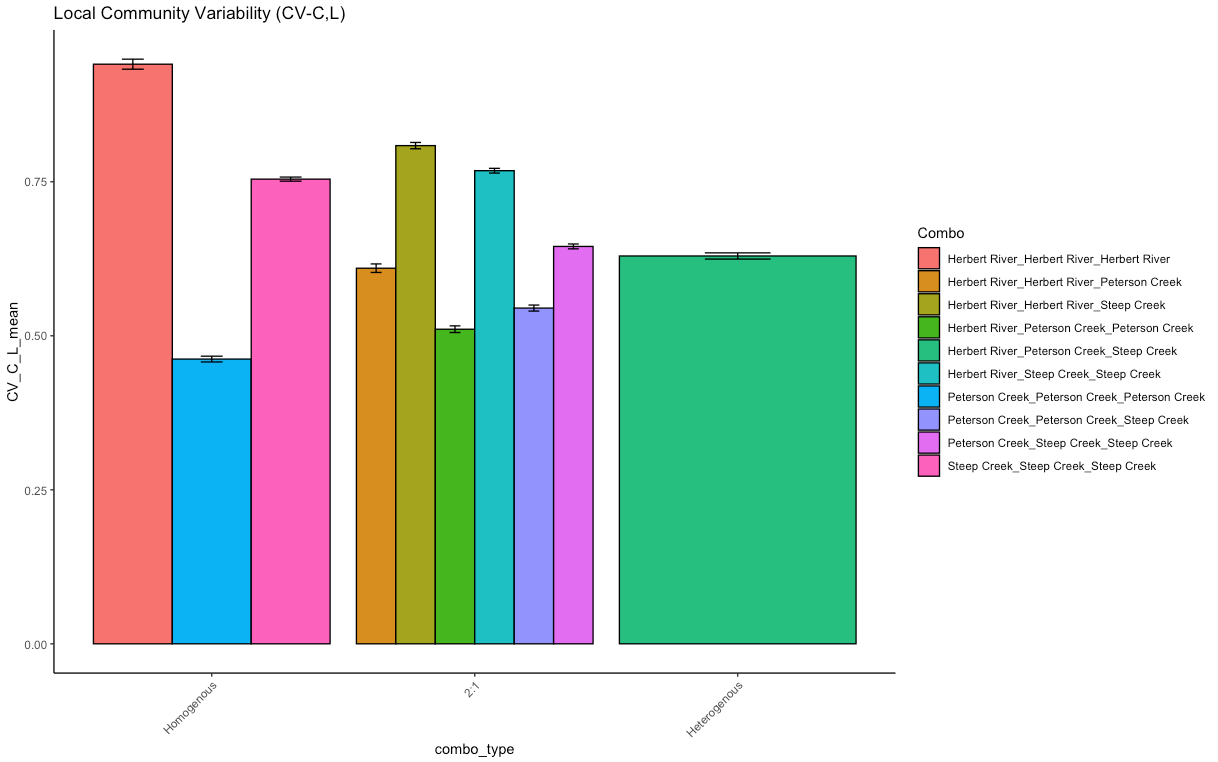 Local Community Variability (CV-C,L)
CV_C_L_mean
0.75
0.50
0.25
0.00
Homogenous
2:1
Heterogenous
combo_type
Combo
Herbert River_Herbert River_Herbert River
Herbert River_Herbert River_Peterson Creek
Herbert River_Herbert River_Steep Creek
Herbert River_Peterson Creek_Peterson Creek
Herbert River_Peterson Creek_Steep Creek
Herbert River_Steep Creek_Steep Creek
Peterson Creek_Peterson Creek_Peterson Creek
Peterson Creek_Peterson Creek_Steep Creek
Peterson Creek_Steep Creek_Steep Creek
Steep Creek_Steep Creek_Steep Creek